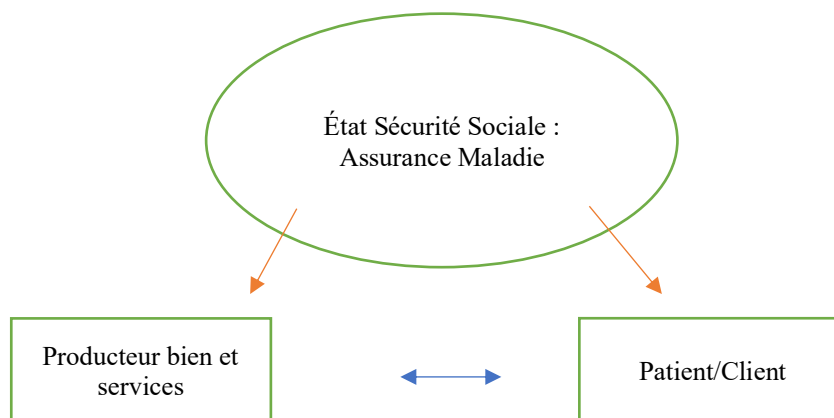 État Sécurité Sociale :
Assurance Maladie
Producteur bien et
services
Patient/Client